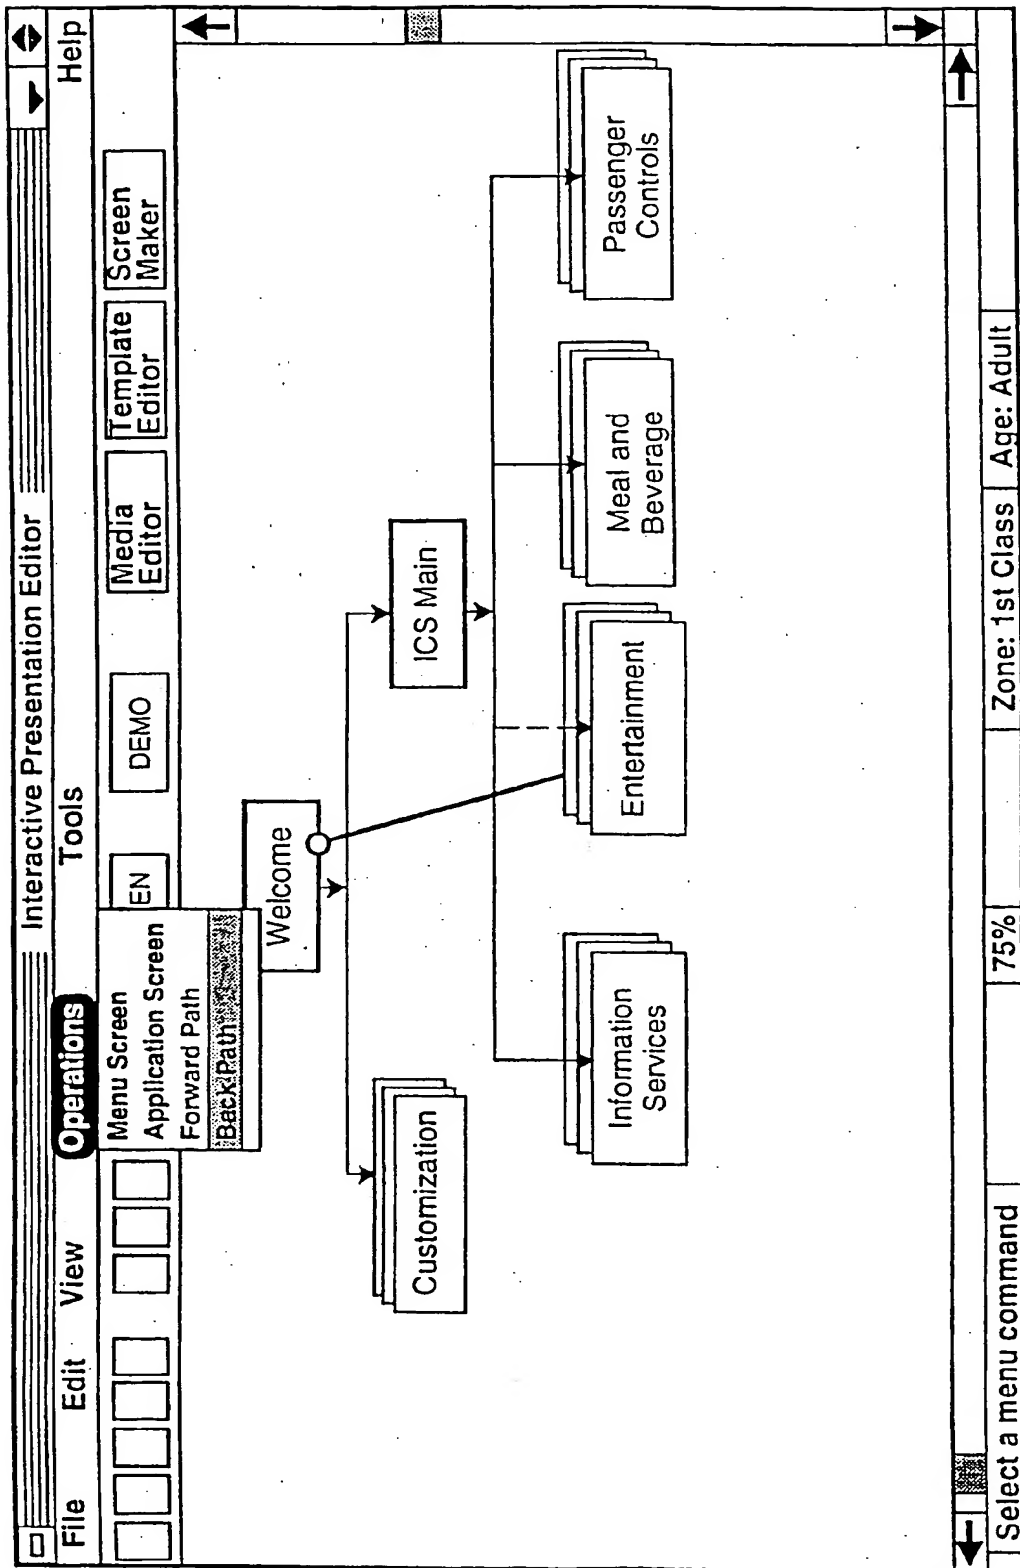 Interactive Presentation Editor
File Edit View Operations Tools Help
Menu Screen
Application Screen
Forward Path
Back Path
EN
DEMO
Media
Editor
Template
Editor
Screen
Maker
Welcome
Customization
ICS Main
Information
Services
Entertainment
Meal and
Beverage
Passenger
Controls
Select a menu command 75% Zone: 1st Class Age: Adult